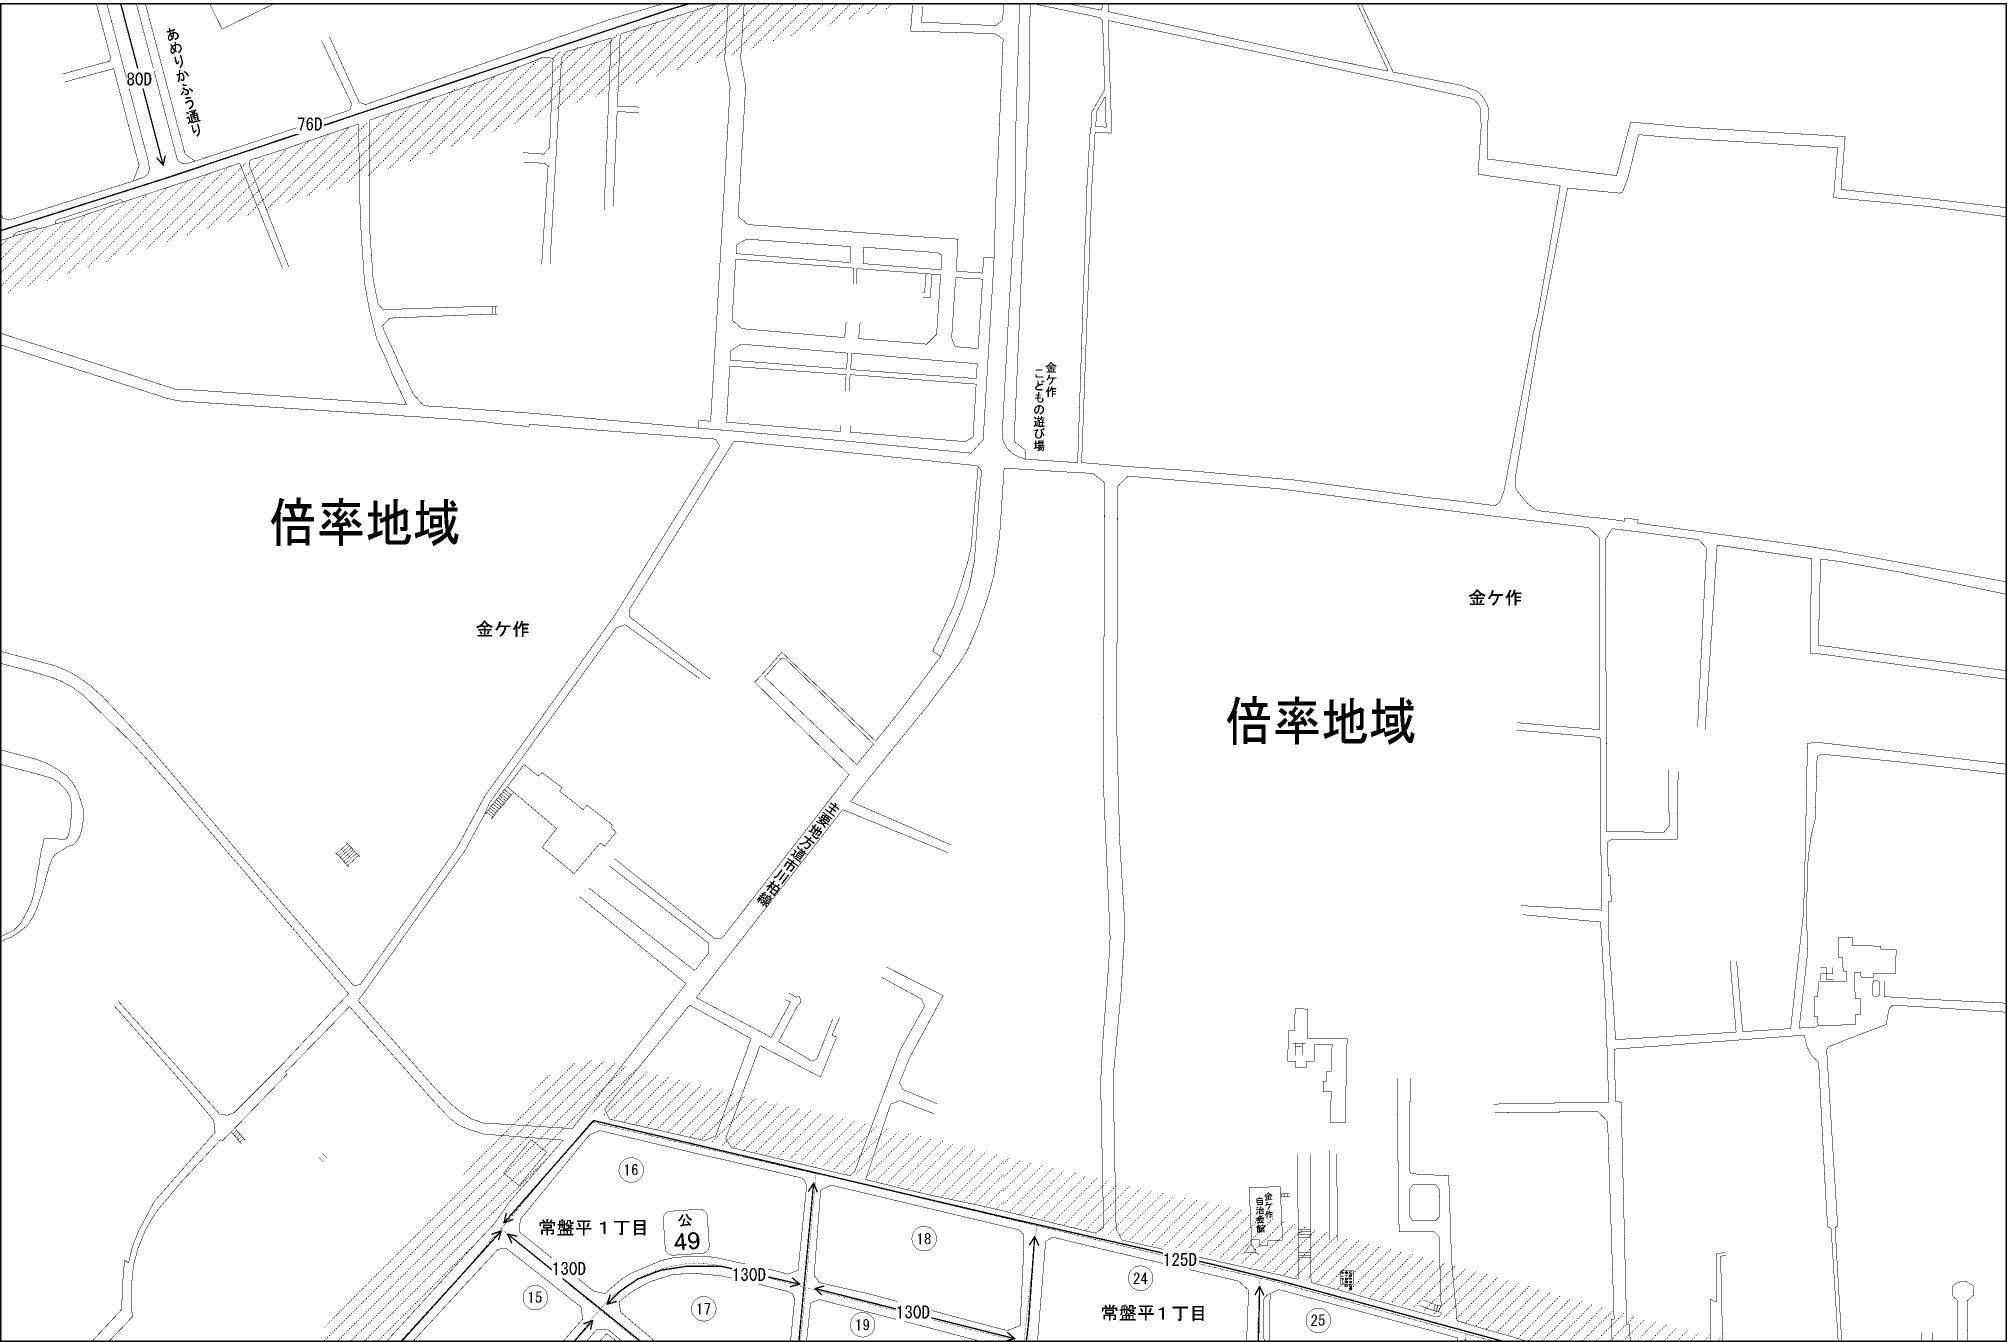 あめりかふう通り
80D
76D
金ケ作
こどもの遊び場
倍率地域
金ケ作
金ケ作
倍率地域
主要地方道市川柏線
16
常盤平1丁目
公
49
18
金ケ作
自治会館
125D
130D
130D
24
15
17
130D
常盤平1丁目
19
25